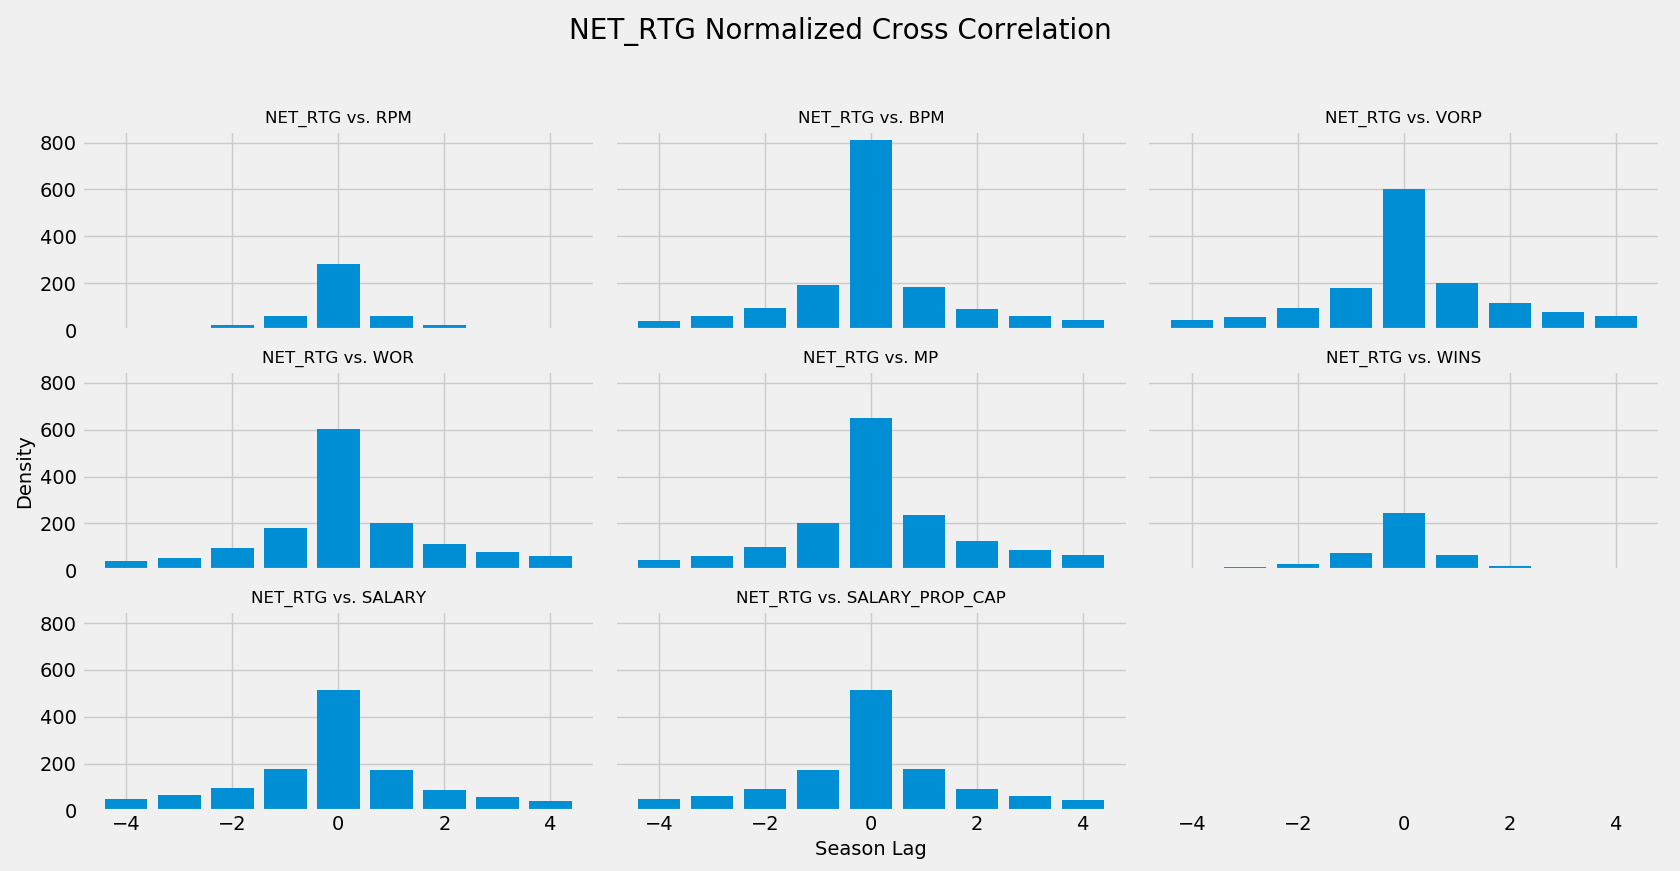 NET_RTG Normalized Cross Correlation
NET_RTG vs. RPM
NET_RTG vs. BPM
NET_RTG vs. VORP
800
600
400
200
0
NET_RTG vs. WOR
NET_RTG vs. MP
NET_RTG vs. WINS
800
600
400
200
0
Density
NET_RTG vs. SALARY
NET_RTG vs. SALARY_PROP_CAP
800
600
400
200
0
−4 −2 0 2 4
−4 −2 0 2 4
−4 −2 0 2 4
Season Lag